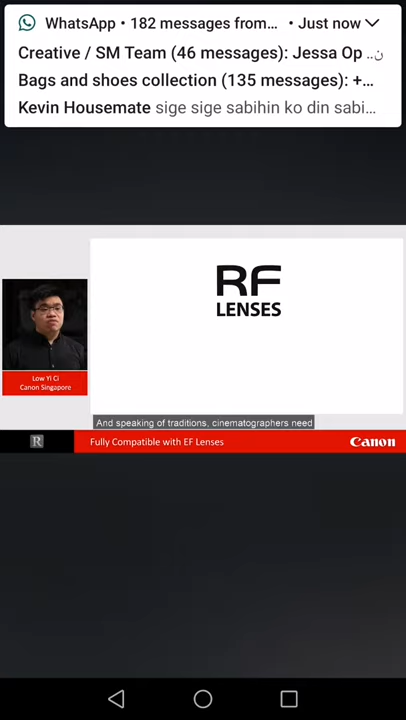 WhatsApp • 182 messages from... • Just now
Creative / SM Team (46 messages): Jessa Op ...ن
Bags and shoes collection (135 messages): +...
Kevin Housemate sige sige sabihin ko din sabi...
RF
LENSES
Low Yi Ci
Canon Singapore
And speaking of traditions, cinematographers need
R
Fully Compatible with EF Lenses
Canon